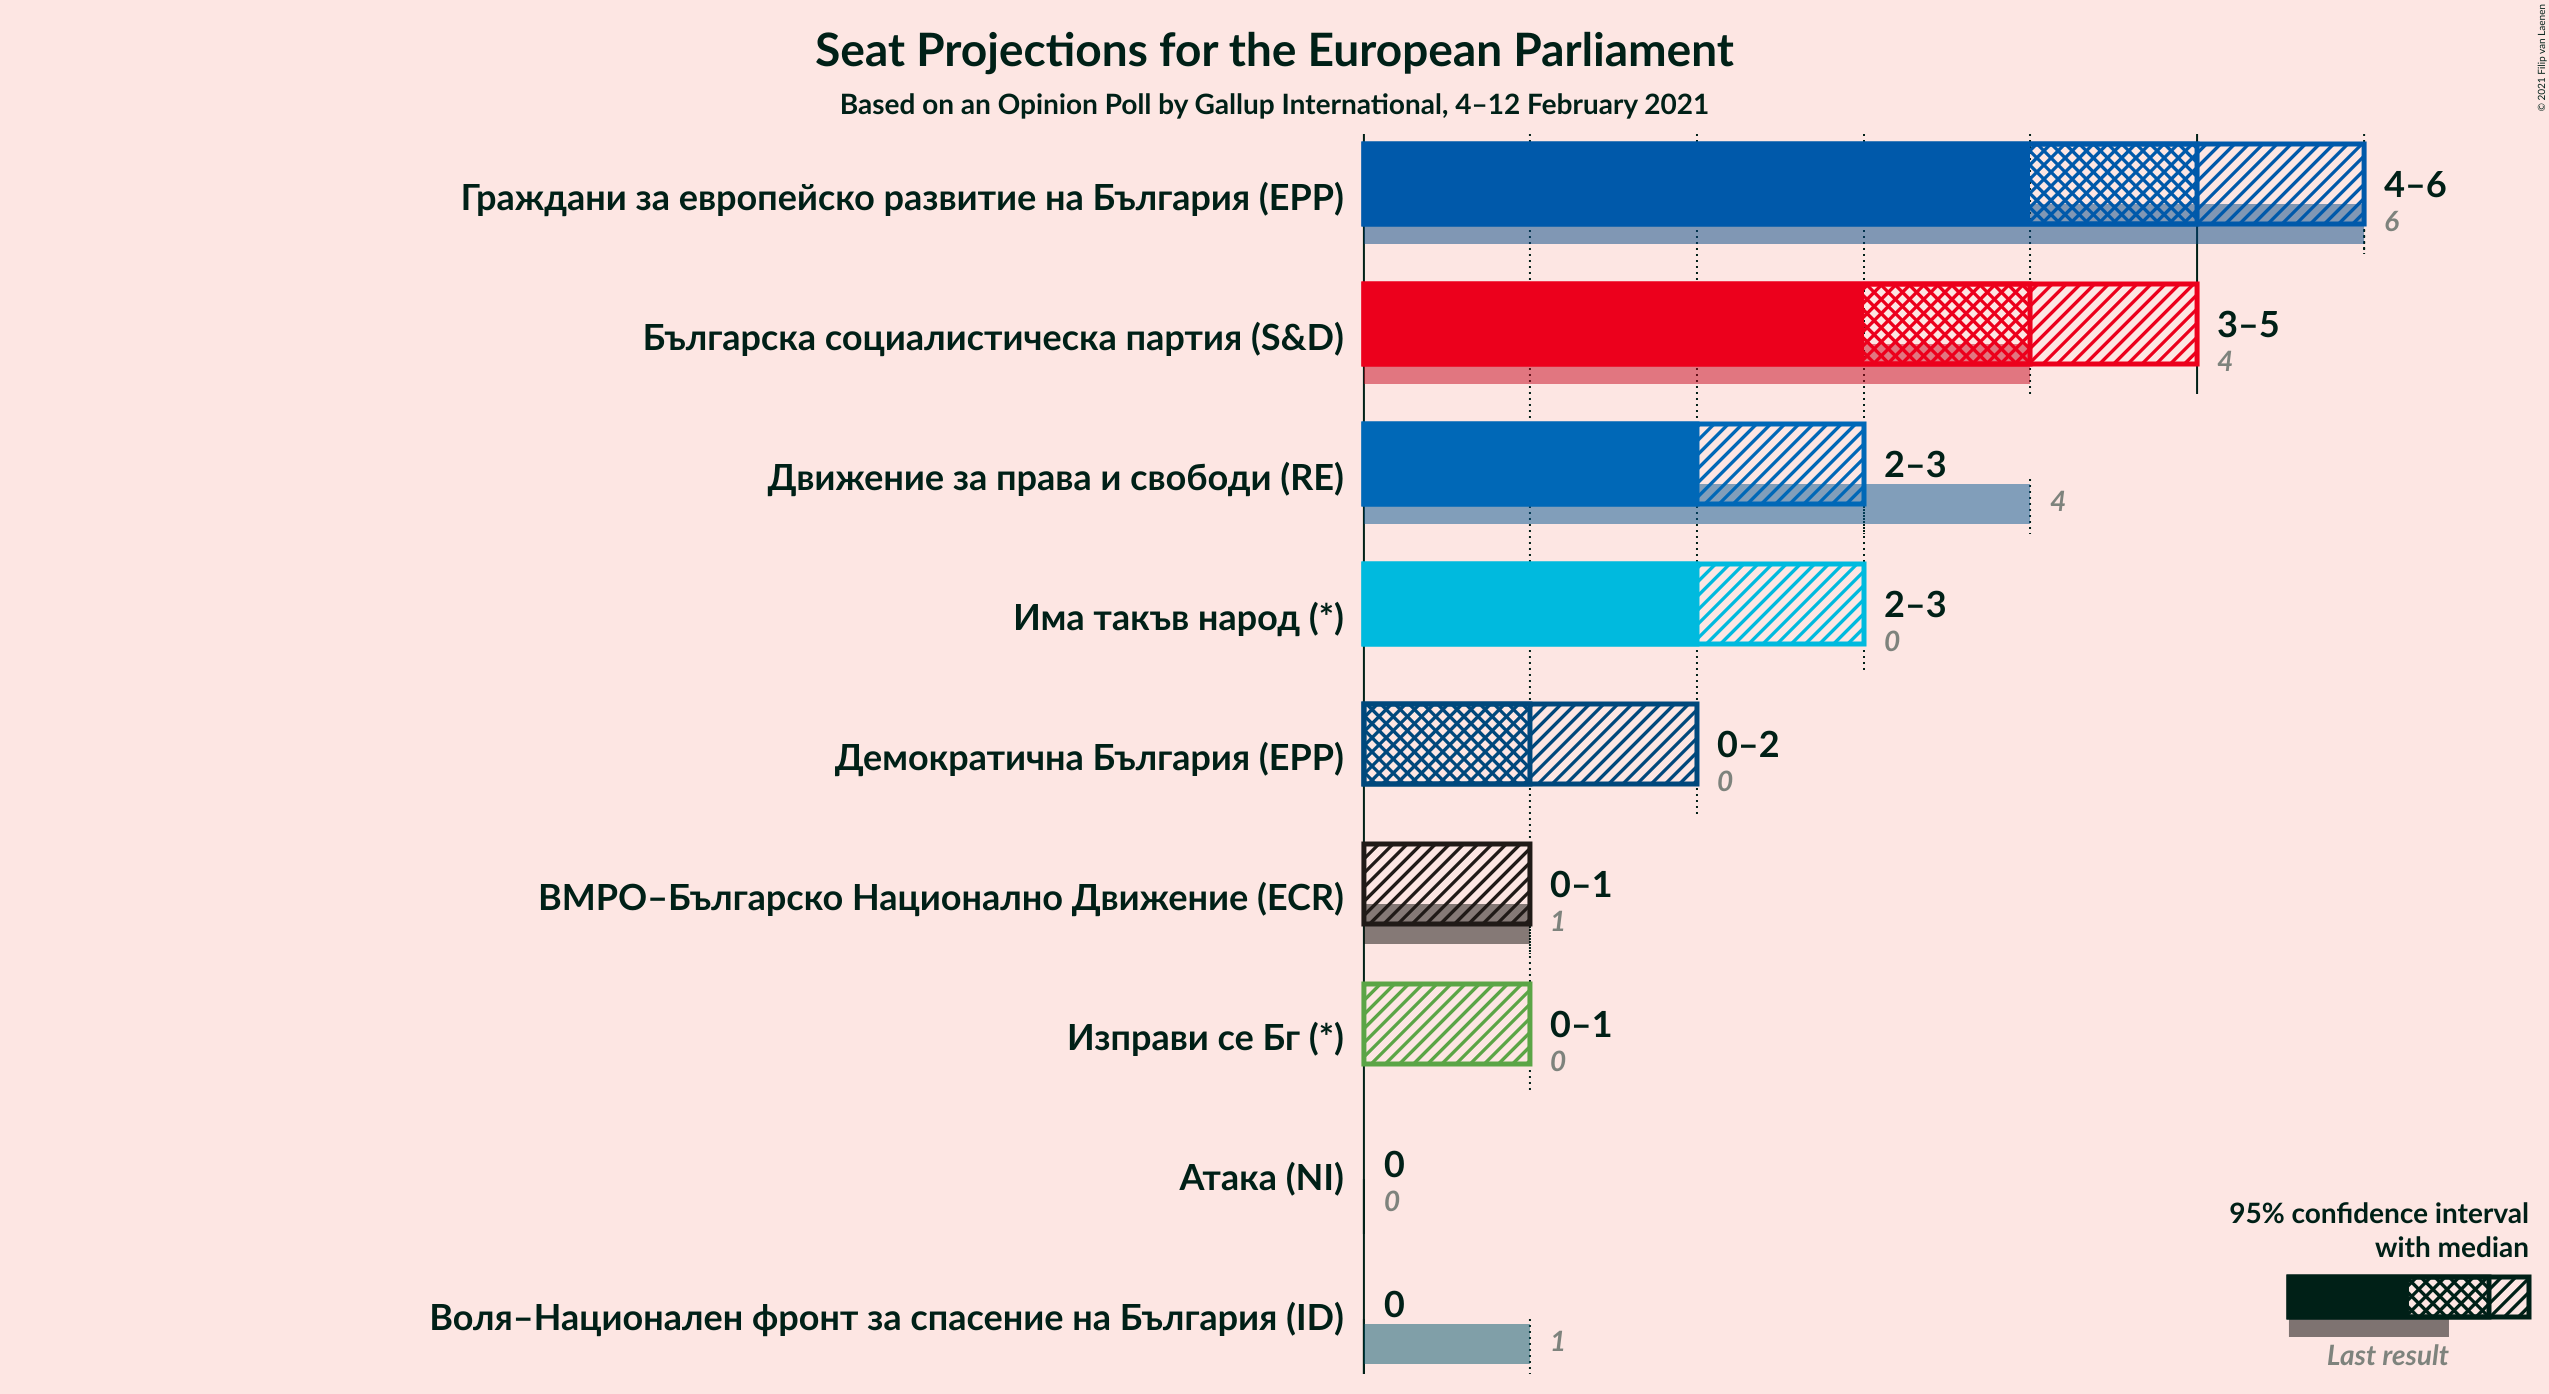 Seat Projections for the European Parliament
Based on an Opinion Poll by Gallup International, 4–12 February 2021
© 2021 Filip van Laenen
Граждани за европейско развитие на България (EPP)
4–6
6
Българска социалистическа партия (S&D)
3–5
4
Движение за права и свободи (RE)
2–3
4
Има такъв народ (*)
2–3
0
Демократична България (EPP)
0–2
0
ВМРО–Българско Национално Движение (ECR)
0–1
1
Изправи се Бг (*)
0–1
0
Атака (NI)
0
0
Воля–Национален фронт за спасение на България (ID)
0
1
95% confidence interval
with median
Last result